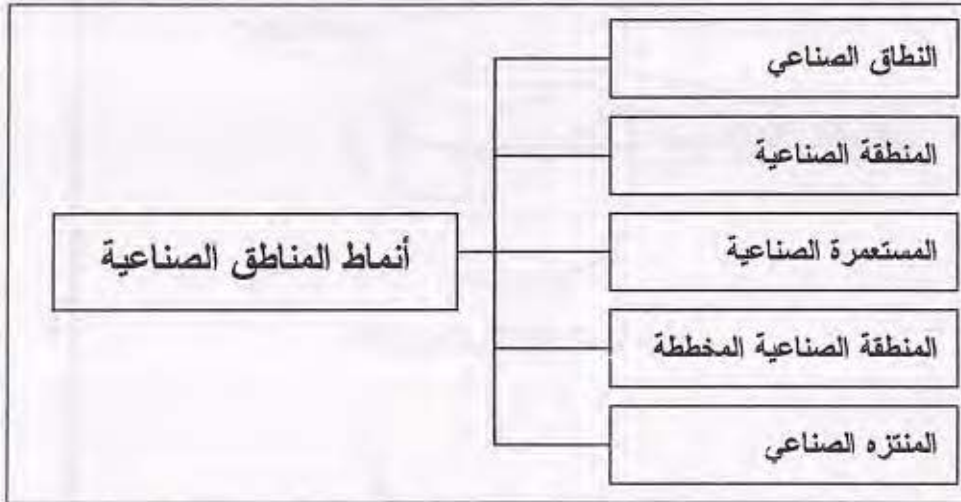 النطاق الصناعي
المنطقة الصناعية
المستعمرة الصناعية
أنماط المناطق الصناعية
المنطقة الصناعية المخططة
المنتزه الصناعي